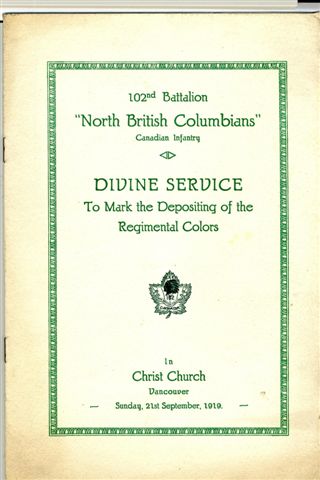 102nd Battalion
"North British Columbians"
Canadian Infantry
DIVINE SERVICE
To Mark the Depositing of the
Regimental Colors
102
In
Christ Church
Vancouver
— Sunday, 21st September, 1919. —